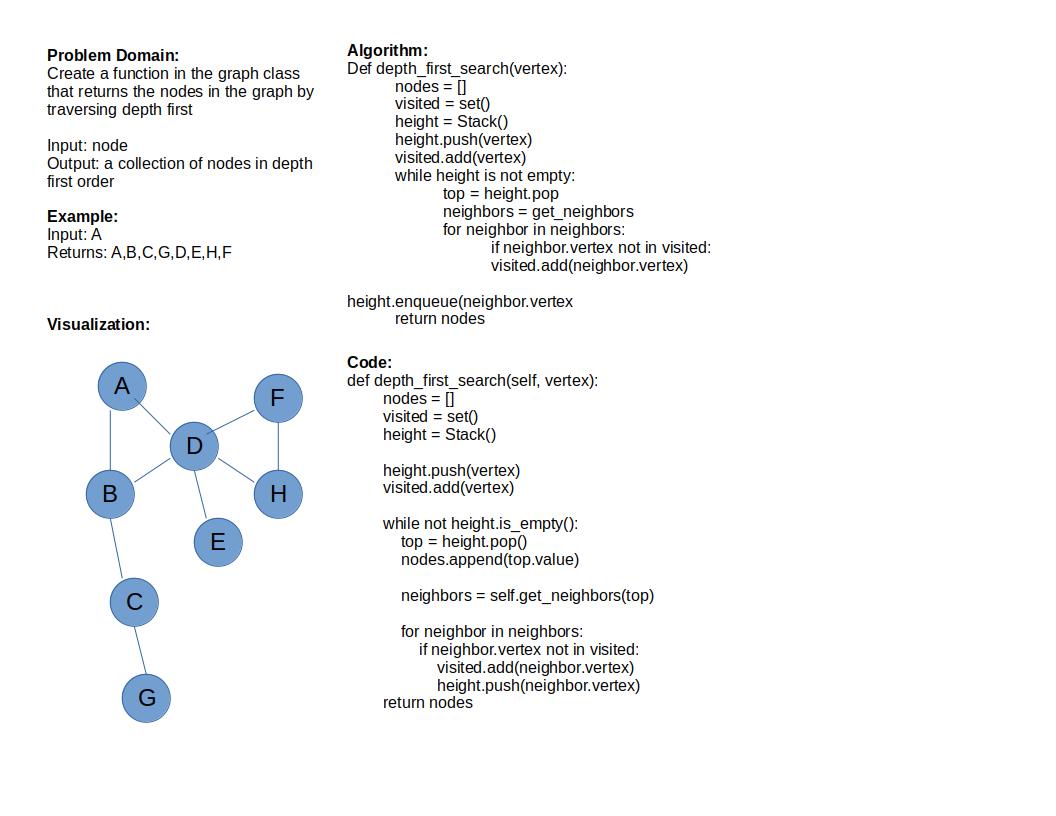 Problem Domain:
Create a function in the graph class
that returns the nodes in the graph by
traversing depth first
Input: node
Output: a collection of nodes in depth
first order
Example:
Input: A
Returns: A,B,C,G,D,E,H,F
Visualization:
A
F
D
B
H
E
C
G
Algorithm:
Def depth_first_search(vertex):
nodes = []
visited = set()
height = Stack()
height.push(vertex)
visited.add(vertex)
while height is not empty:
top = height.pop
neighbors = get_neighbors
for neighbor in neighbors:
if neighbor.vertex not in visited:
visited.add(neighbor.vertex)
height.enqueue(neighbor.vertex
return nodes
Code:
def depth_first_search(self, vertex):
nodes = []
visited = set()
height = Stack()
height.push(vertex)
visited.add(vertex)
while not height.is_empty():
top = height.pop()
nodes.append(top.value)
neighbors = self.get_neighbors(top)
for neighbor in neighbors:
if neighbor.vertex not in visited:
visited.add(neighbor.vertex)
height.push(neighbor.vertex)
return nodes